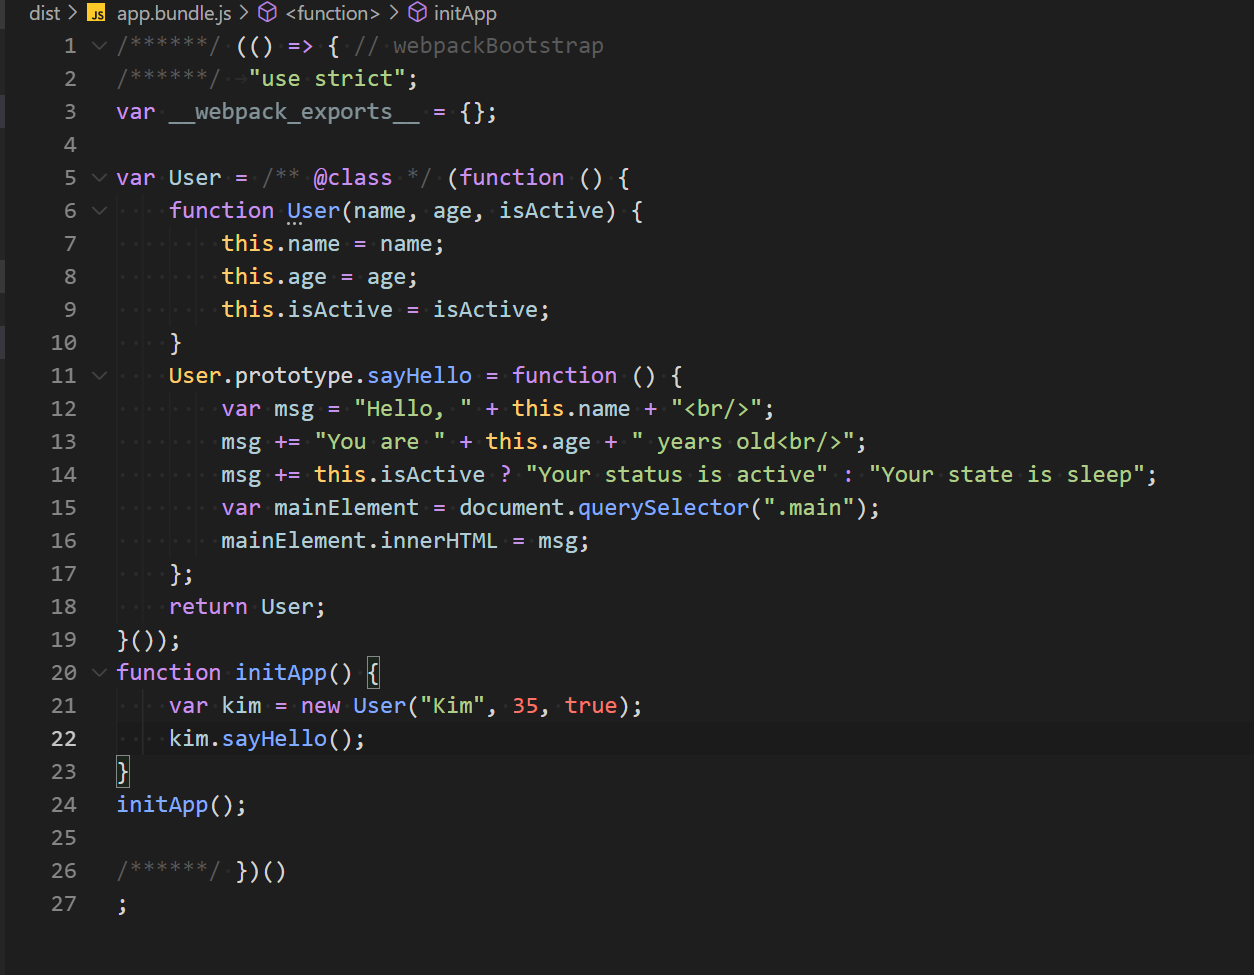 dist > JS app.bundle.js > <function> > initApp
1 /******/ (() => { // webpackBootstrap
2 /******/ "use strict";
3 var __webpack_exports__ = {};
4
5 var User = /** @class */ (function () {
6     function User(name, age, isActive) {
7         this.name = name;
8         this.age = age;
9         this.isActive = isActive;
10     }
11     User.prototype.sayHello = function () {
12         var msg = "Hello, " + this.name + "<br/>";
13         msg += "You are " + this.age + " years old<br/>";
14         msg += this.isActive ? "Your status is active" : "Your state is sleep";
15         var mainElement = document.querySelector(".main");
16         mainElement.innerHTML = msg;
17     };
18     return User;
19 }());
20 function initApp() {
21     var kim = new User("Kim", 35, true);
22     kim.sayHello();
23 }
24 initApp();
25
26 /******/ })()
27 ;